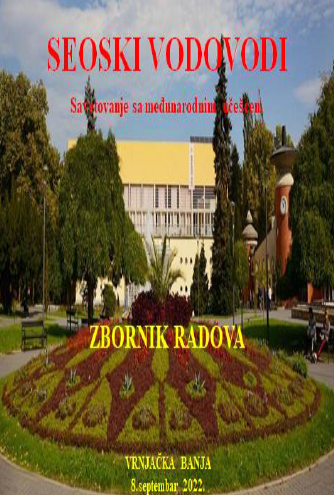 SEOSKI VODOVODI
Savetovanje sa međunarodnim učešćem
ZBORNIK RADOVA
VRNJAČKA BANJA
8.septembar 2022.